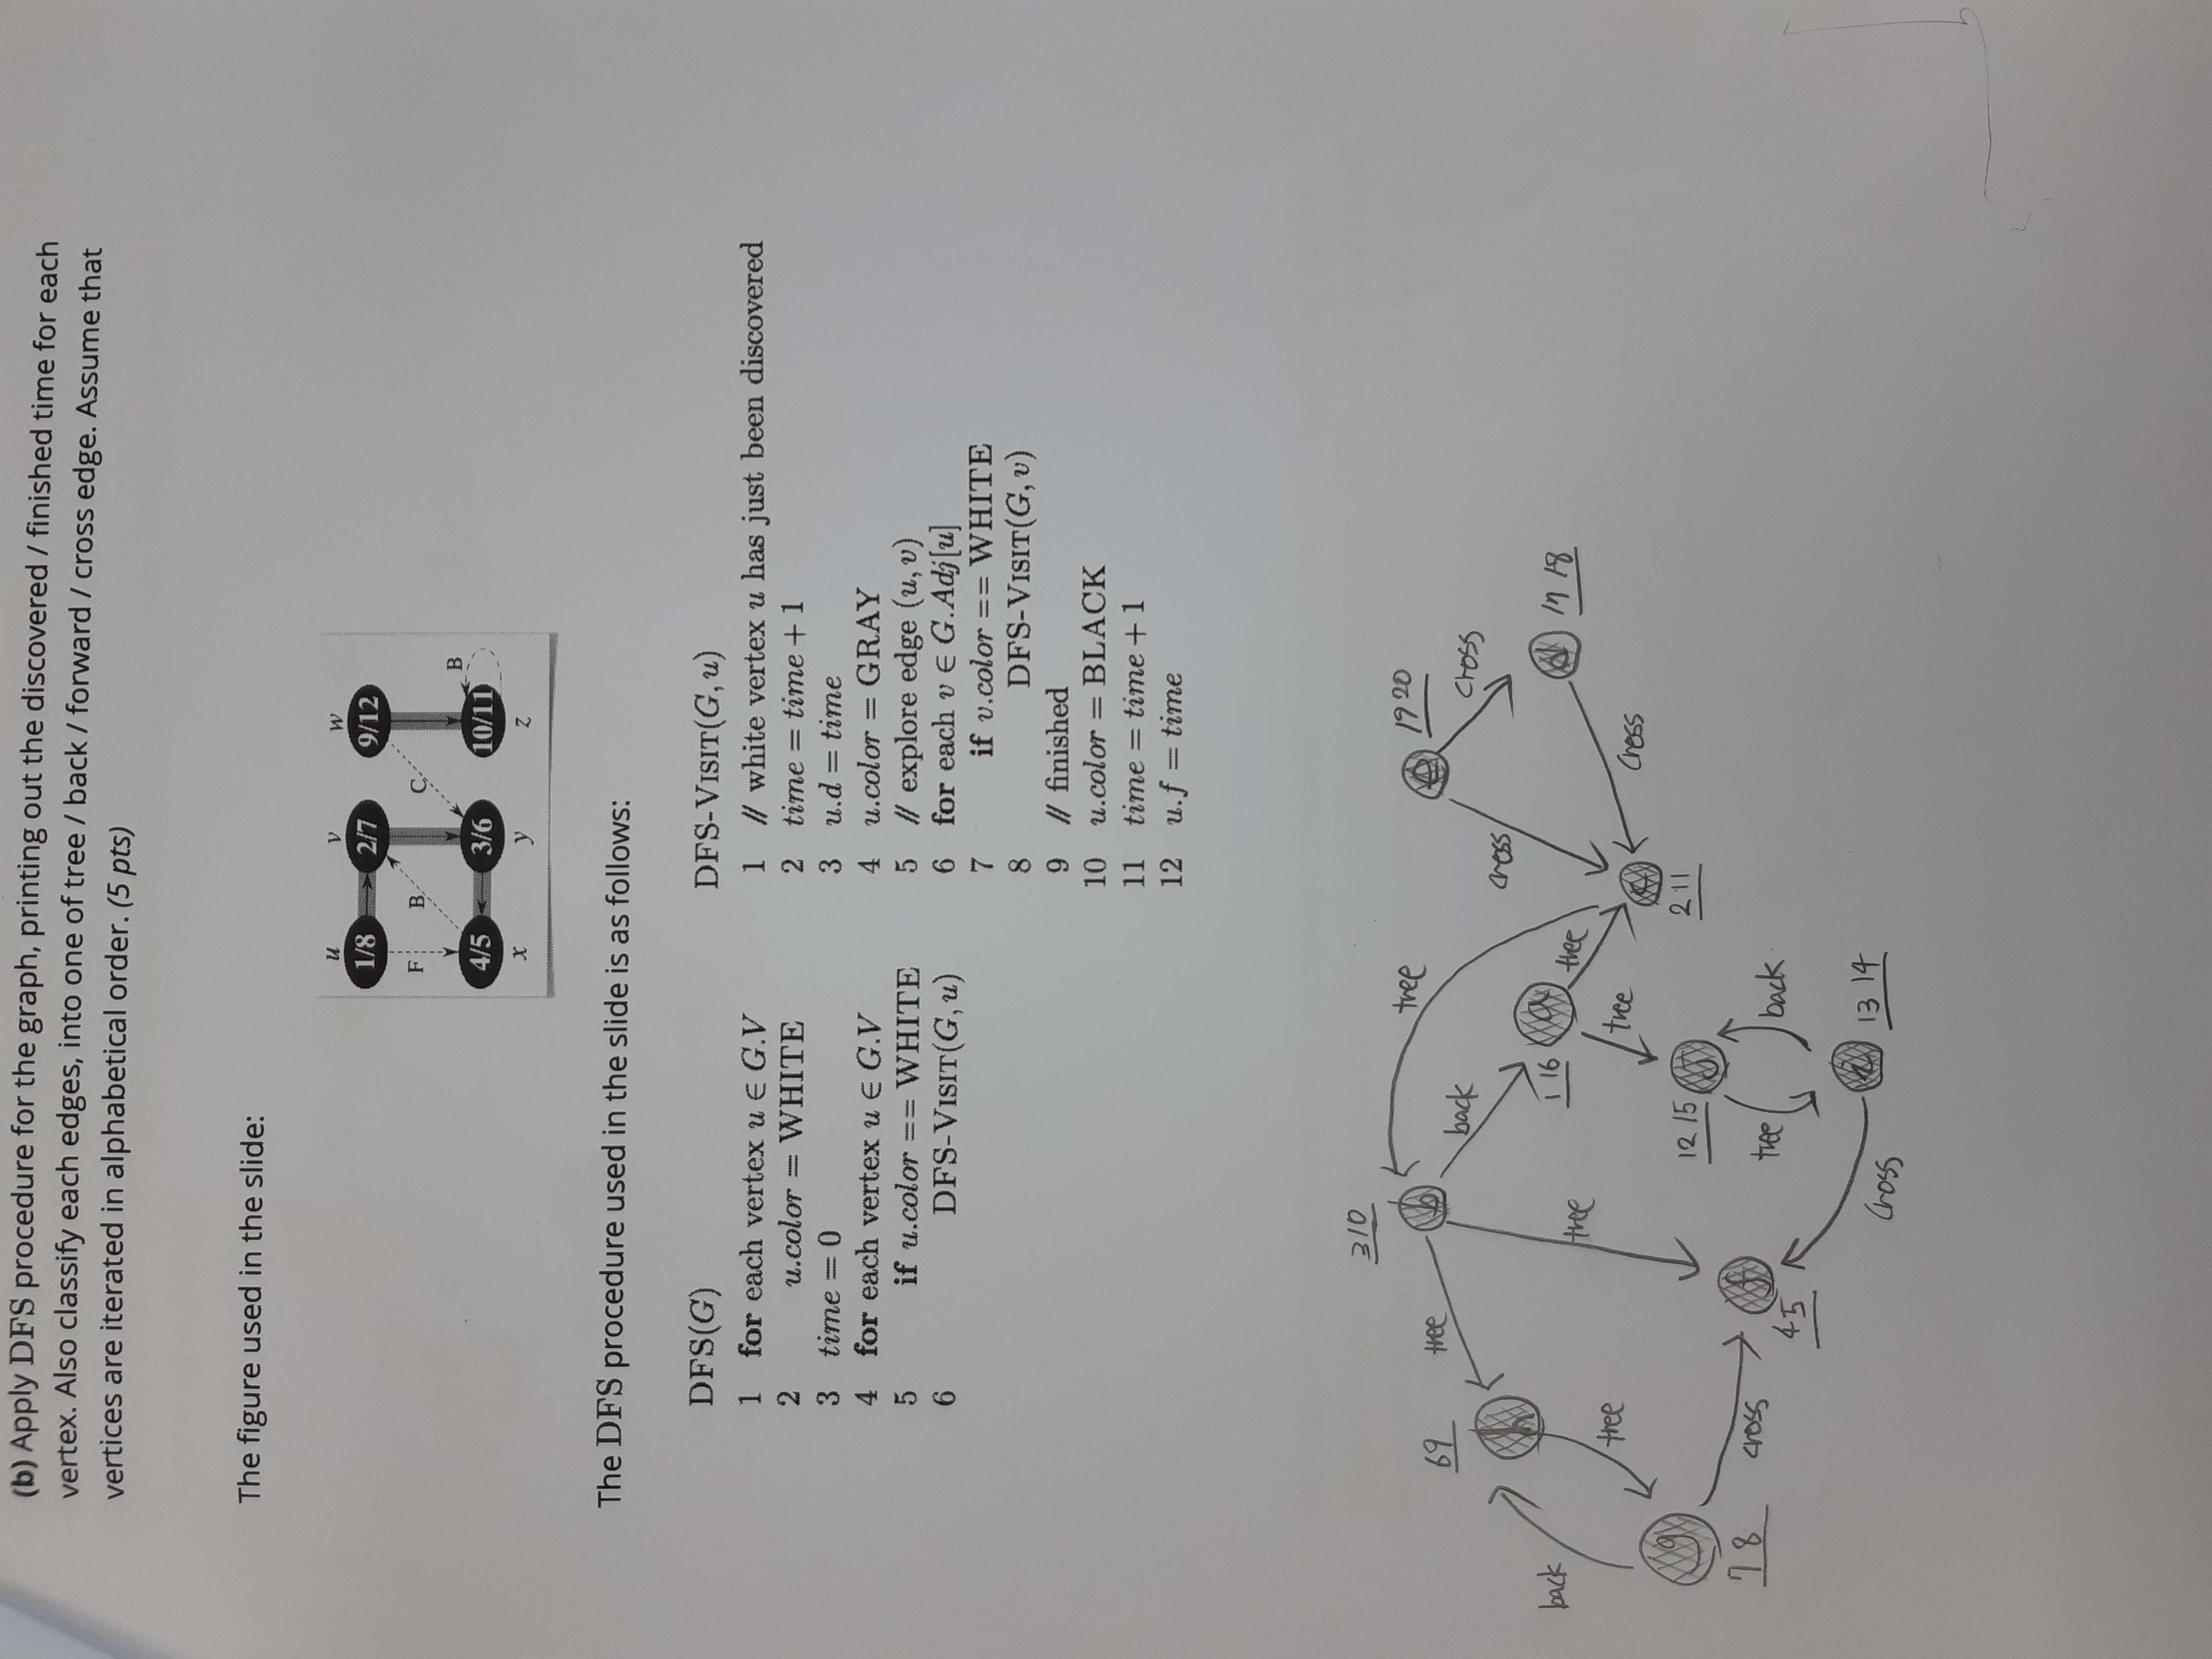 (b) Apply DFS procedure for the graph, printing out the discovered / finished time for each
vertex. Also classify each edges, into one of tree / back / forward / cross edge. Assume that
vertices are iterated in alphabetical order. (5 pts)
The figure used in the slide:
u v w
1/8 2/7 9/12
F B C B
4/5 3/6 10/11
x y z
The DFS procedure used in the slide is as follows:
DFS(G)
1 for each vertex u ∈ G.V
2 u.color = WHITE
3 time = 0
4 for each vertex u ∈ G.V
5 if u.color == WHITE
6 DFS-VISIT(G, u)
DFS-VISIT(G, u)
1 // white vertex u has just been discovered
2 time = time + 1
3 u.d = time
4 u.color = GRAY
5 // explore edge (u, v)
6 for each v ∈ G.Adj[u]
7 if v.color == WHITE
8 DFS-VISIT(G, v)
9 // finished
10 u.color = BLACK
11 time = time + 1
12 u.f = time
3 10
b
tree
e
19 20
6 9
tree
back
cross
h
cross
back
1 16
a
tree
d
17 18
tree
tree
tree
cross
g
12 15
j
c
2 11
7 8
cross
f
tree
back
4 5
i
13 14
cross